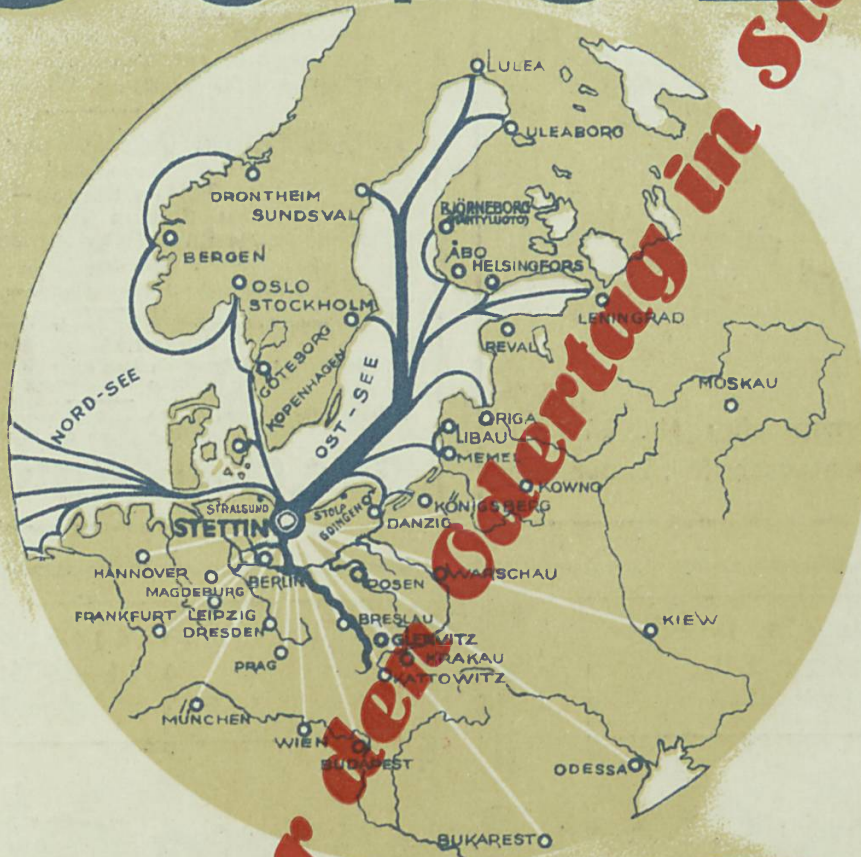 LULEA
ULEABORG
DRONTHEIM
SUNDSVAL
BJÖRNEBORG
(MÄNTYLUOTO)
BERGEN
ÅBO
HELSINGFORS
OSLO
STOCKHOLM
LENINGRAD
REVAL
GÖTEBORG
KOPENHAGEN
NORD-SEE
OST-SEE
MOSKAU
RIGA
LIBAU
MEMEL
KOWNO
KÖNIGSBERG
STRALSUND
STOLP
GDINGEN
DANZIG
STETTIN
HANNOVER
BERLIN
POSEN
WARSCHAU
MAGDEBURG
FRANKFURT
LEIPZIG
DRESDEN
BRESLAU
KIEW
GLEIWITZ
PRAG
KRAKAU
KATTOWITZ
MÜNCHEN
WIEN
BUDAPEST
ODESSA
BUKAREST
dem Odertag in